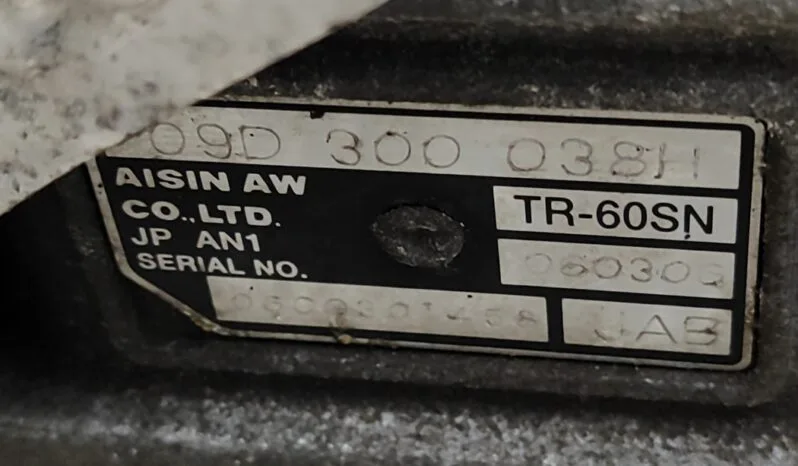 09D 300 038H
AISIN AW
CO.,LTD.
TR-60SN
JP AN1
SERIAL NO.
JAB